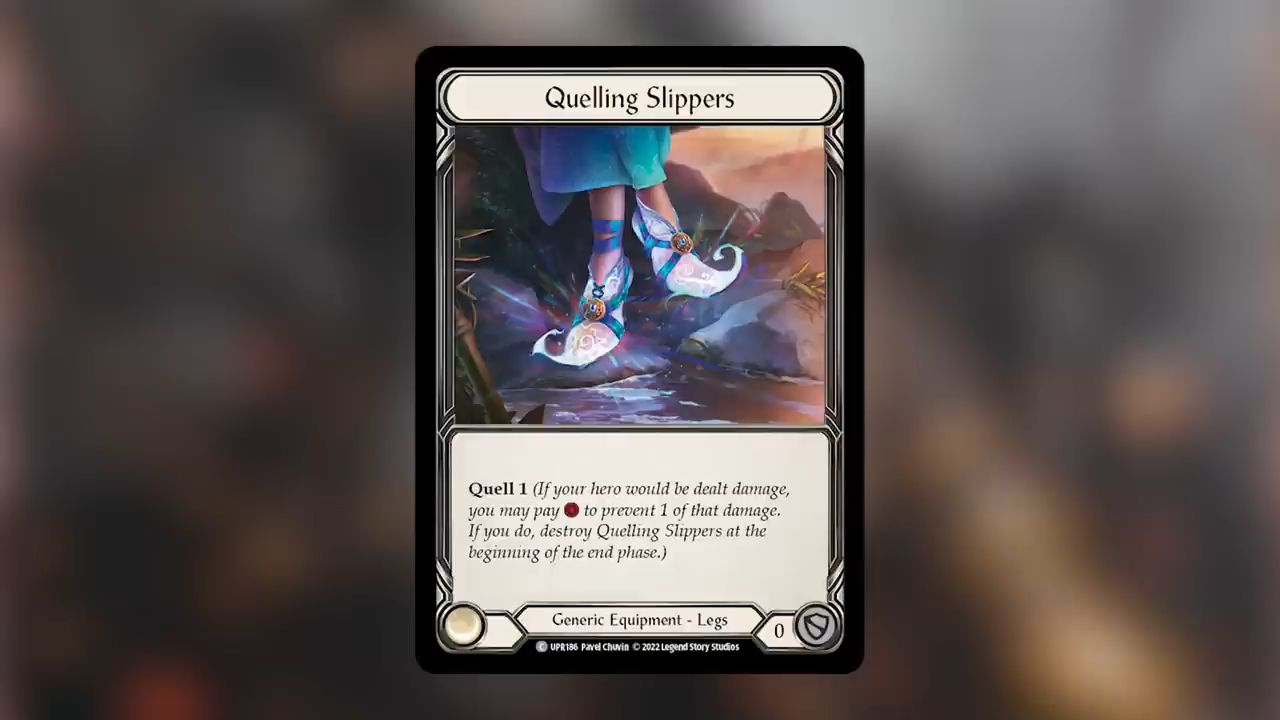 Quelling Slippers
Quell 1 (If your hero would be dealt damage,
you may pay to prevent 1 of that damage.
If you do, destroy Quelling Slippers at the
beginning of the end phase.)
Generic Equipment - Legs
0
C UPR186 Pavel Chuvin © 2022 Legend Story Studios